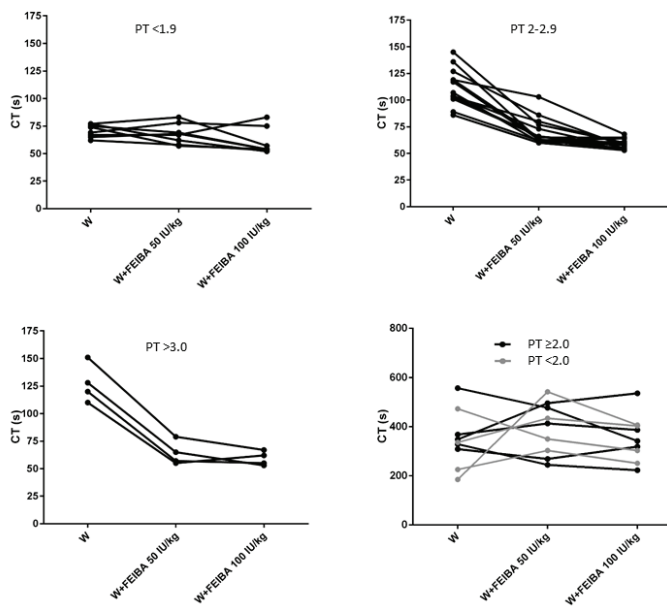 PT <1.9
175
150
125
100
75
50
25
0
CT (s)
W
W+FEIBA 50 IU/kg
W+FEIBA 100 IU/kg
PT 2-2.9
175
150
125
100
75
50
25
0
CT (s)
W
W+FEIBA 50 IU/kg
W+FEIBA 100 IU/kg
PT >3.0
175
150
125
100
75
50
25
0
CT (s)
W
W+FEIBA 50 IU/kg
W+FEIBA 100 IU/kg
PT ≥2.0
PT <2.0
800
600
400
200
0
CT (s)
W
W+FEIBA 50 IU/kg
W+FEIBA 100 IU/kg